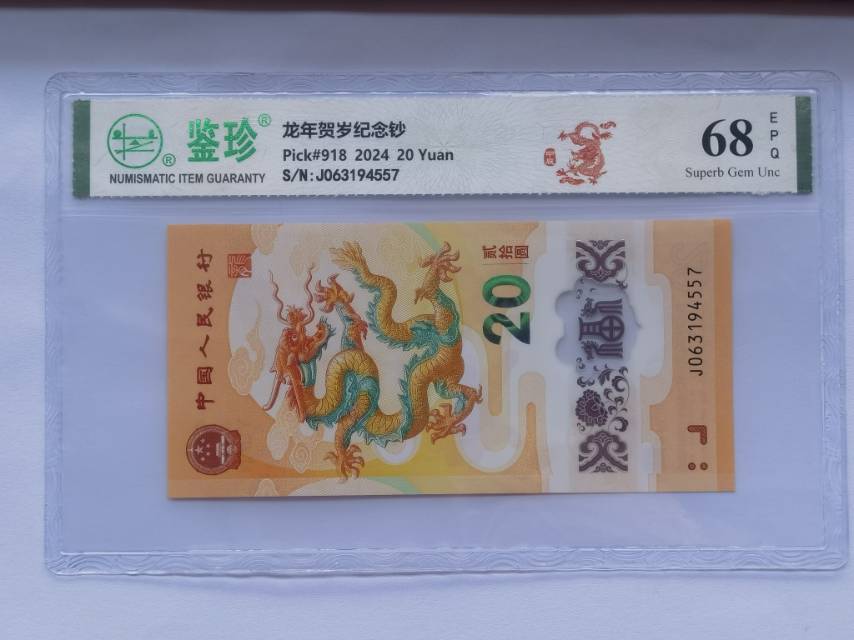 鉴珍®
®
NUMISMATIC ITEM GUARANTY
龙年贺岁纪念钞
Pick#918 2024 20 Yuan
S/N:J063194557
68
EPQ
Superb Gem Unc
中国人民银行
贰拾圆
20
福
J063194557